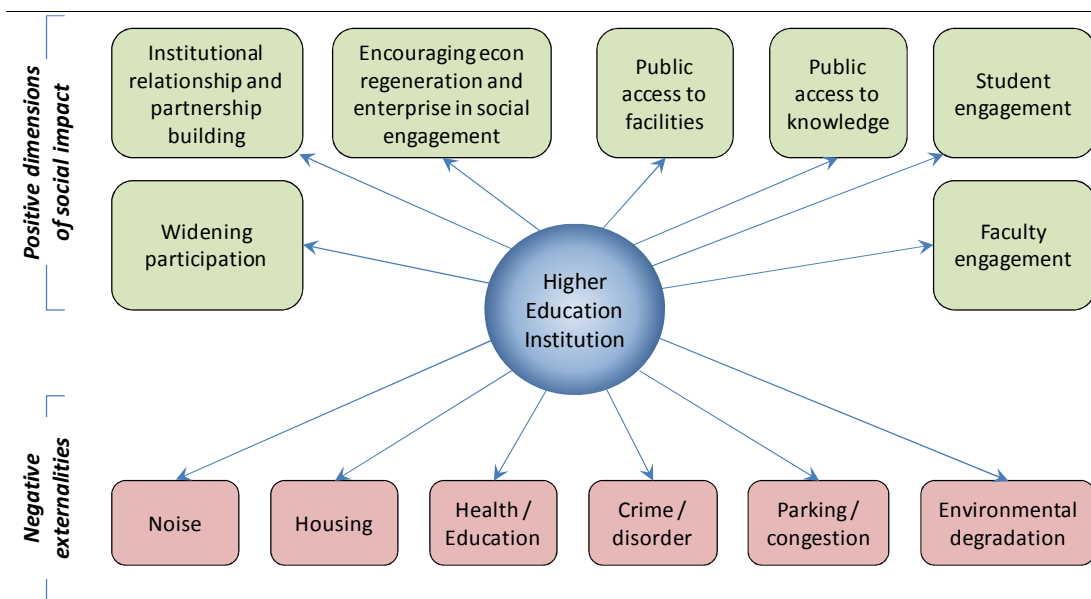 Positive dimensions
of social impact
Institutional
relationship and
partnership
building
Encouraging econ
regeneration and
enterprise in social
engagement
Public
access to
facilities
Public
access to
knowledge
Student
engagement
Widening
participation
Faculty
engagement
Higher
Education
Institution
Negative
externalities
Noise
Housing
Health /
Education
Crime /
disorder
Parking /
congestion
Environmental
degradation